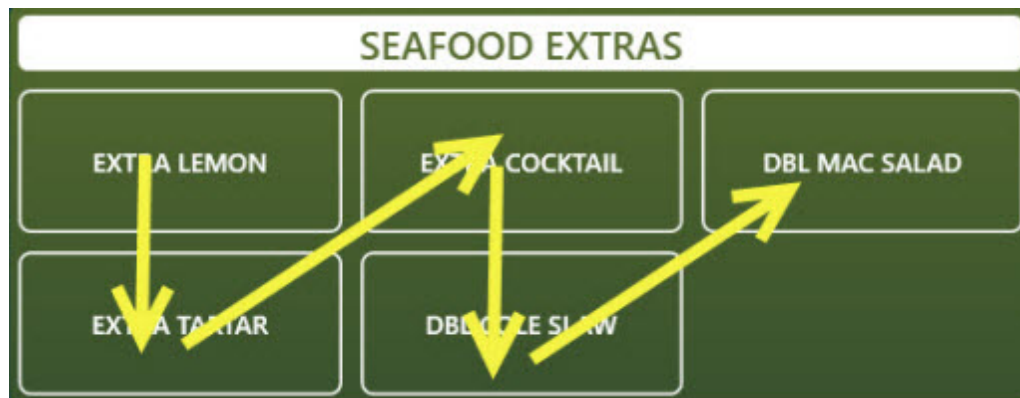 SEAFOOD EXTRAS
EXTRA LEMON
EXTRA TARTAR
EXTRA COCKTAIL
DBL COLE SLAW
DBL MAC SALAD